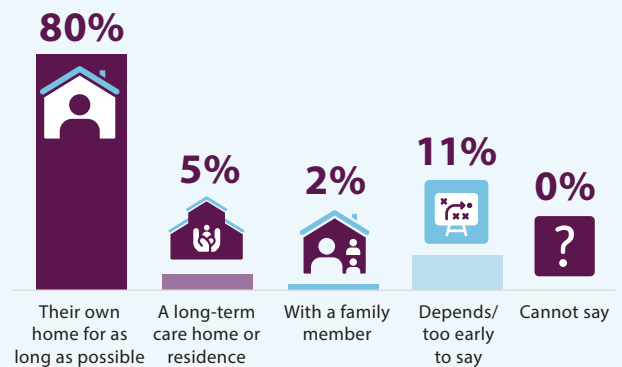 80%
5%
2%
11%
0%
?
Their own
home for as
long as possible
A long-term
care home or
residence
With a family
member
Depends/
too early
to say
Cannot say